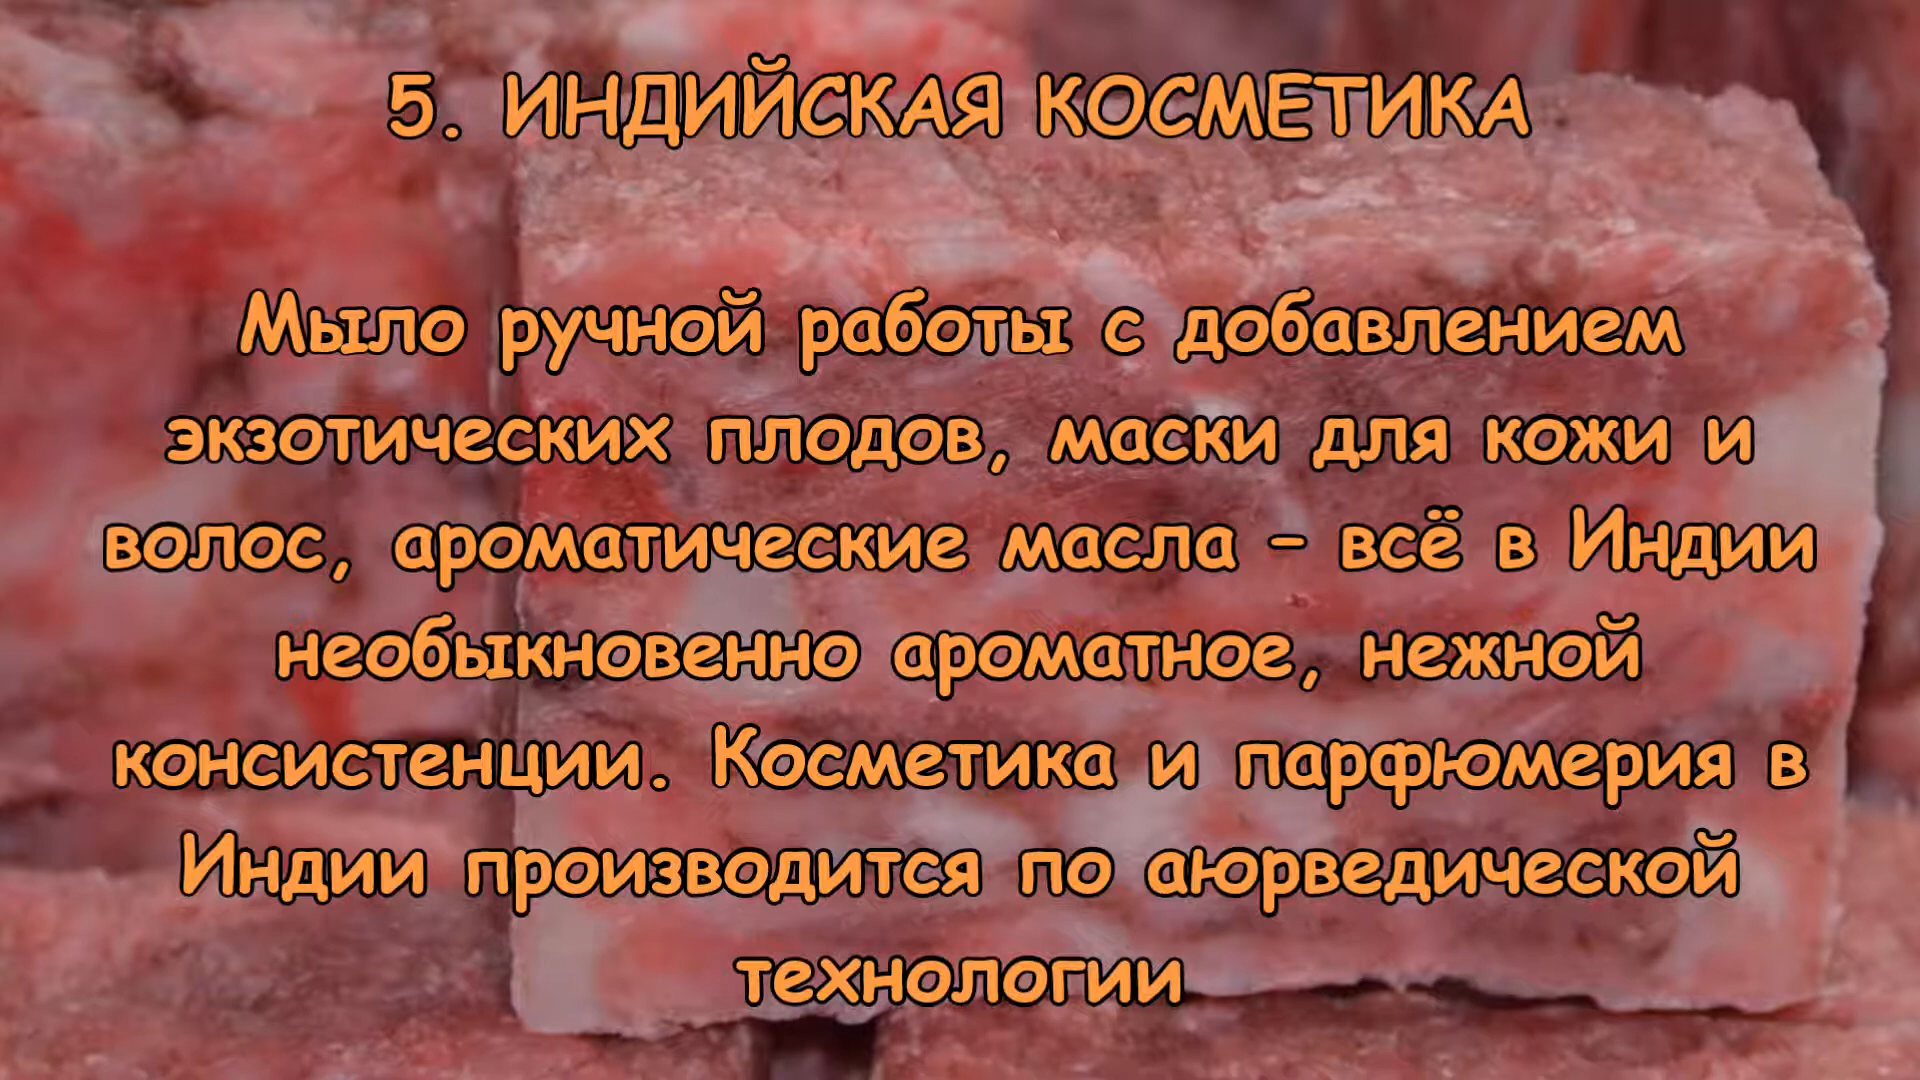 5. ИНДИЙСКАЯ КОСМЕТИКА
Мыло ручной работы с добавлением
экзотических плодов, маски для кожи и
волос, ароматические масла – всё в Индии
необыкновенно ароматное, нежной
консистенции. Косметика и парфюмерия в
Индии производится по аюрведической
технологии